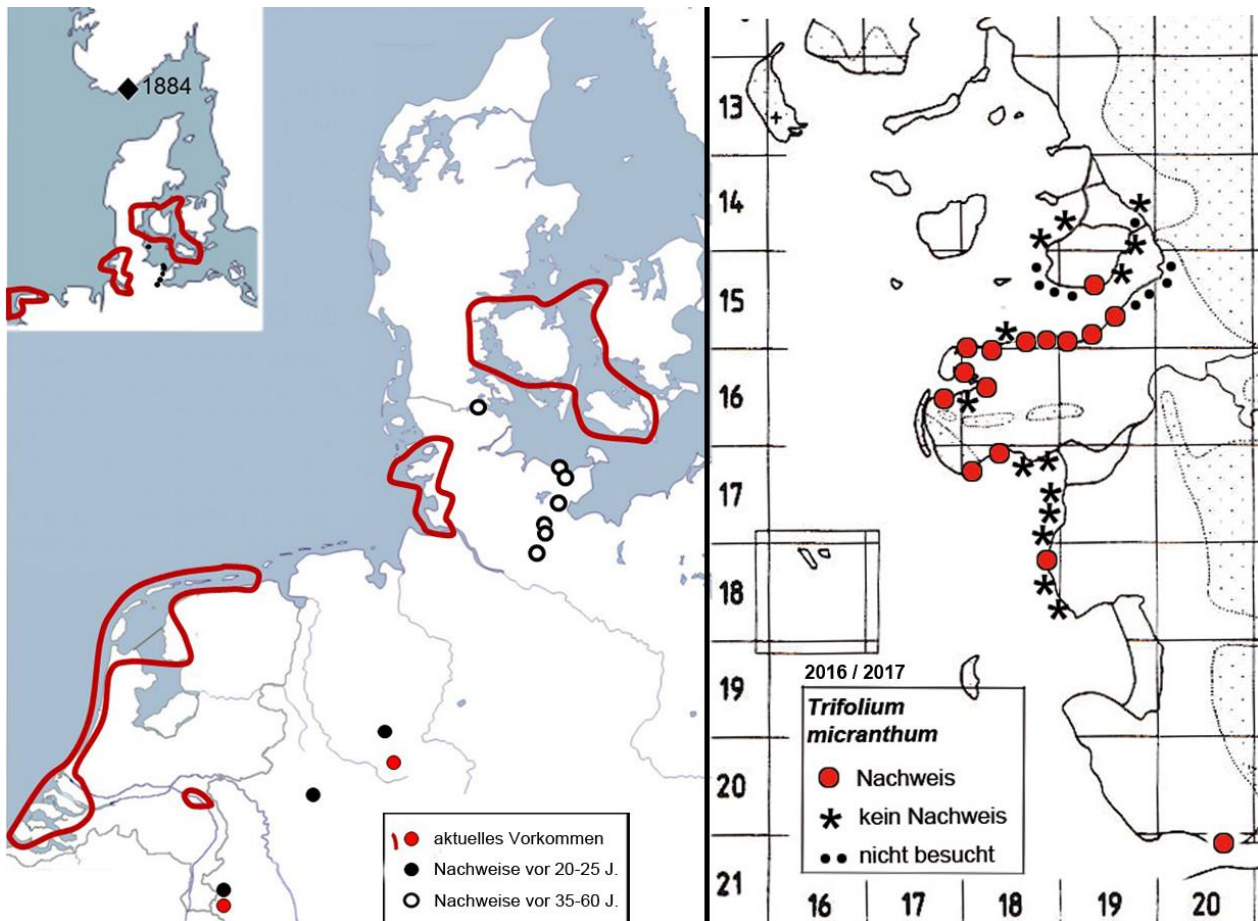 1884
aktuelles Vorkommen
Nachweise vor 20-25 J.
Nachweise vor 35-60 J.
13
14
15
16
17
18
19
20
21
2016 / 2017
Trifolium
micranthum
Nachweis
kein Nachweis
nicht besucht
16
17
18
19
20